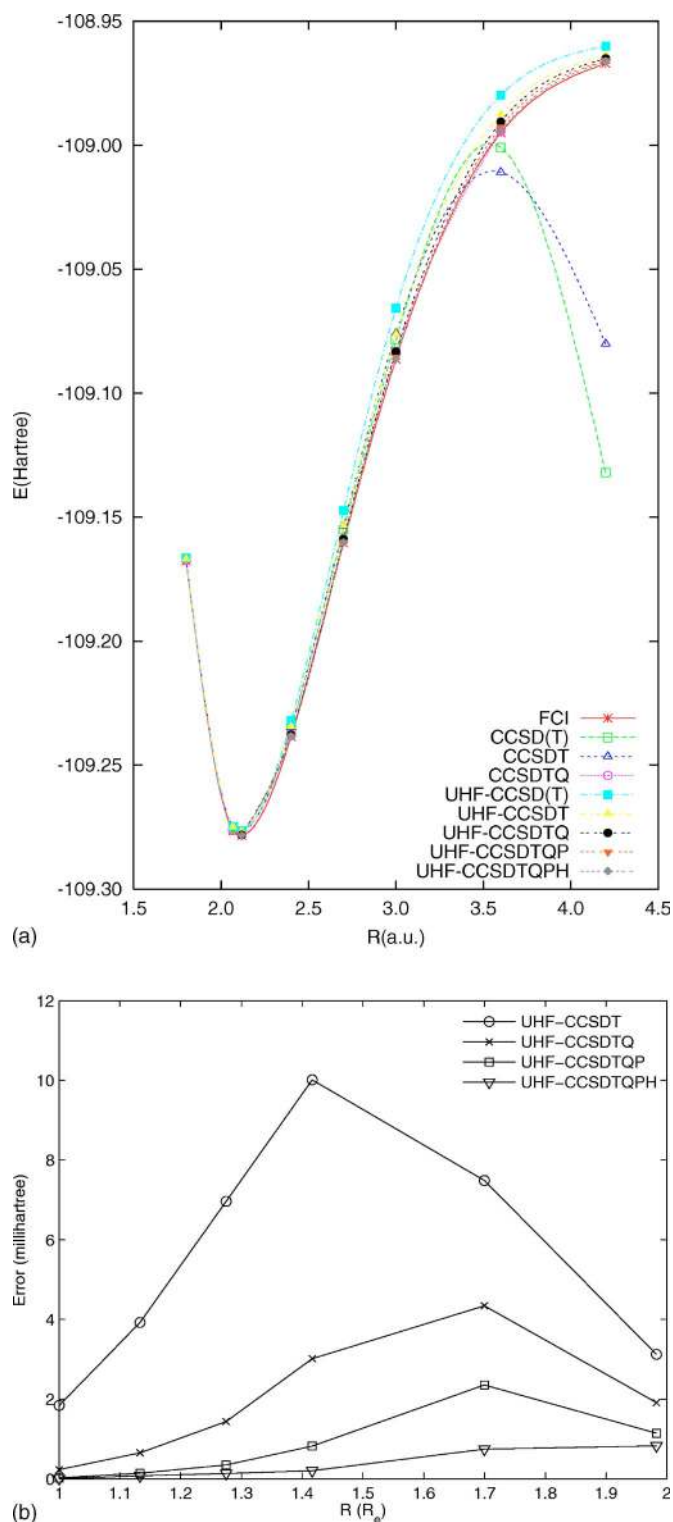 -108.95
-109.00
-109.05
-109.10
-109.15
-109.20
-109.25
-109.30
E(Hartree)
1.5 2.0 2.5 3.0 3.5 4.0 4.5
R(a.u.)
FCI
CCSD(T)
CCSDT
CCSDTQ
UHF-CCSD(T)
UHF-CCSDT
UHF-CCSDTQ
UHF-CCSDTQP
UHF-CCSDTQPH
(a)
12
10
8
6
4
2
0
Error (millihartree)
UHF-CCSDT
UHF-CCSDTQ
UHF-CCSDTQP
UHF-CCSDTQPH
1 1.1 1.2 1.3 1.4 1.5 1.6 1.7 1.8 1.9 2
R (Re)
(b)